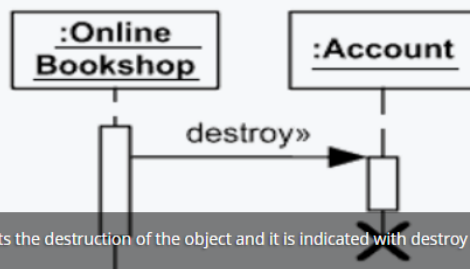 :Online
Bookshop
:Account
destroy»
ts the destruction of the object and it is indicated with destroy